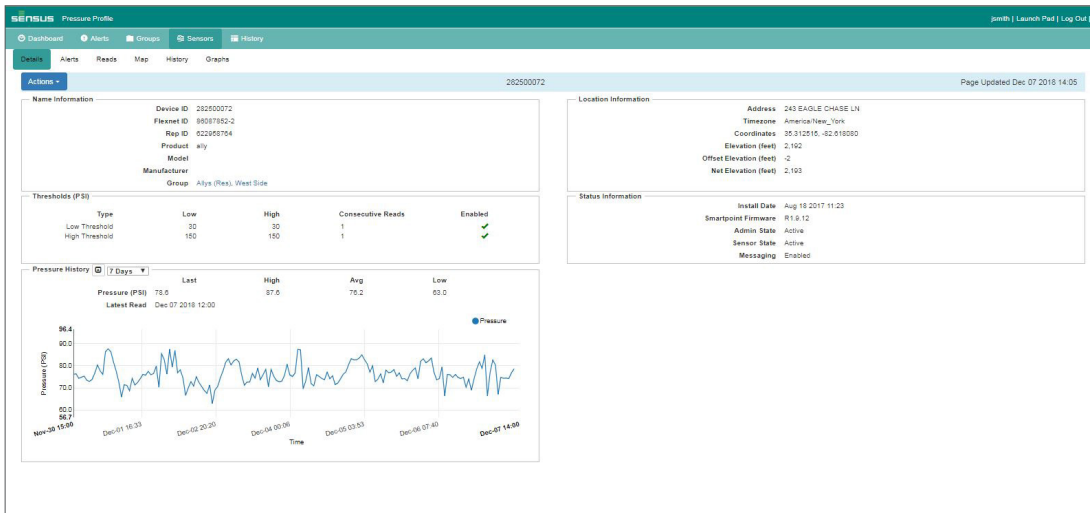 SENSUS Pressure Profile jsmith | Launch Pad | Log Out |
Dashboard Alerts Groups Sensors History
Details Alerts Reads Map History Graphs
Actions 282500072 Page Updated Dec 07 2018 14:05
Name Information
Device ID 282500072
Flexnet ID 86087852-2
Rep ID 622968764
Product ally
Model
Manufacturer
Group Allys (Res), West Side
Location Information
Address 243 EAGLE CHASE LN
Timezone America/New_York
Coordinates 35.312516, -82.618080
Elevation (feet) 2,192
Offset Elevation (feet) -2
Net Elevation (feet) 2,193
Thresholds (PSI)
Type Low High Consecutive Reads Enabled
Low Threshold 30 30 1
High Threshold 150 150 1
Status Information
Install Date Aug 18 2017 11:23
Smartpoint Firmware R1.9.12
Admin State Active
Sensor State Active
Messaging Enabled
Pressure History 7 Days
Last High Avg Low
Pressure (PSI) 78.6 87.6 76.2 63.0
Latest Read Dec 07 2018 12:00
Pressure
96.4
90.0
80.0
70.0
60.0
56.7
Pressure (PSI)
Nov-30 15:00 Dec-01 16:33 Dec-02 20:20 Dec-04 00:06 Dec-05 03:53 Dec-06 07:40 Dec-07 14:00
Time